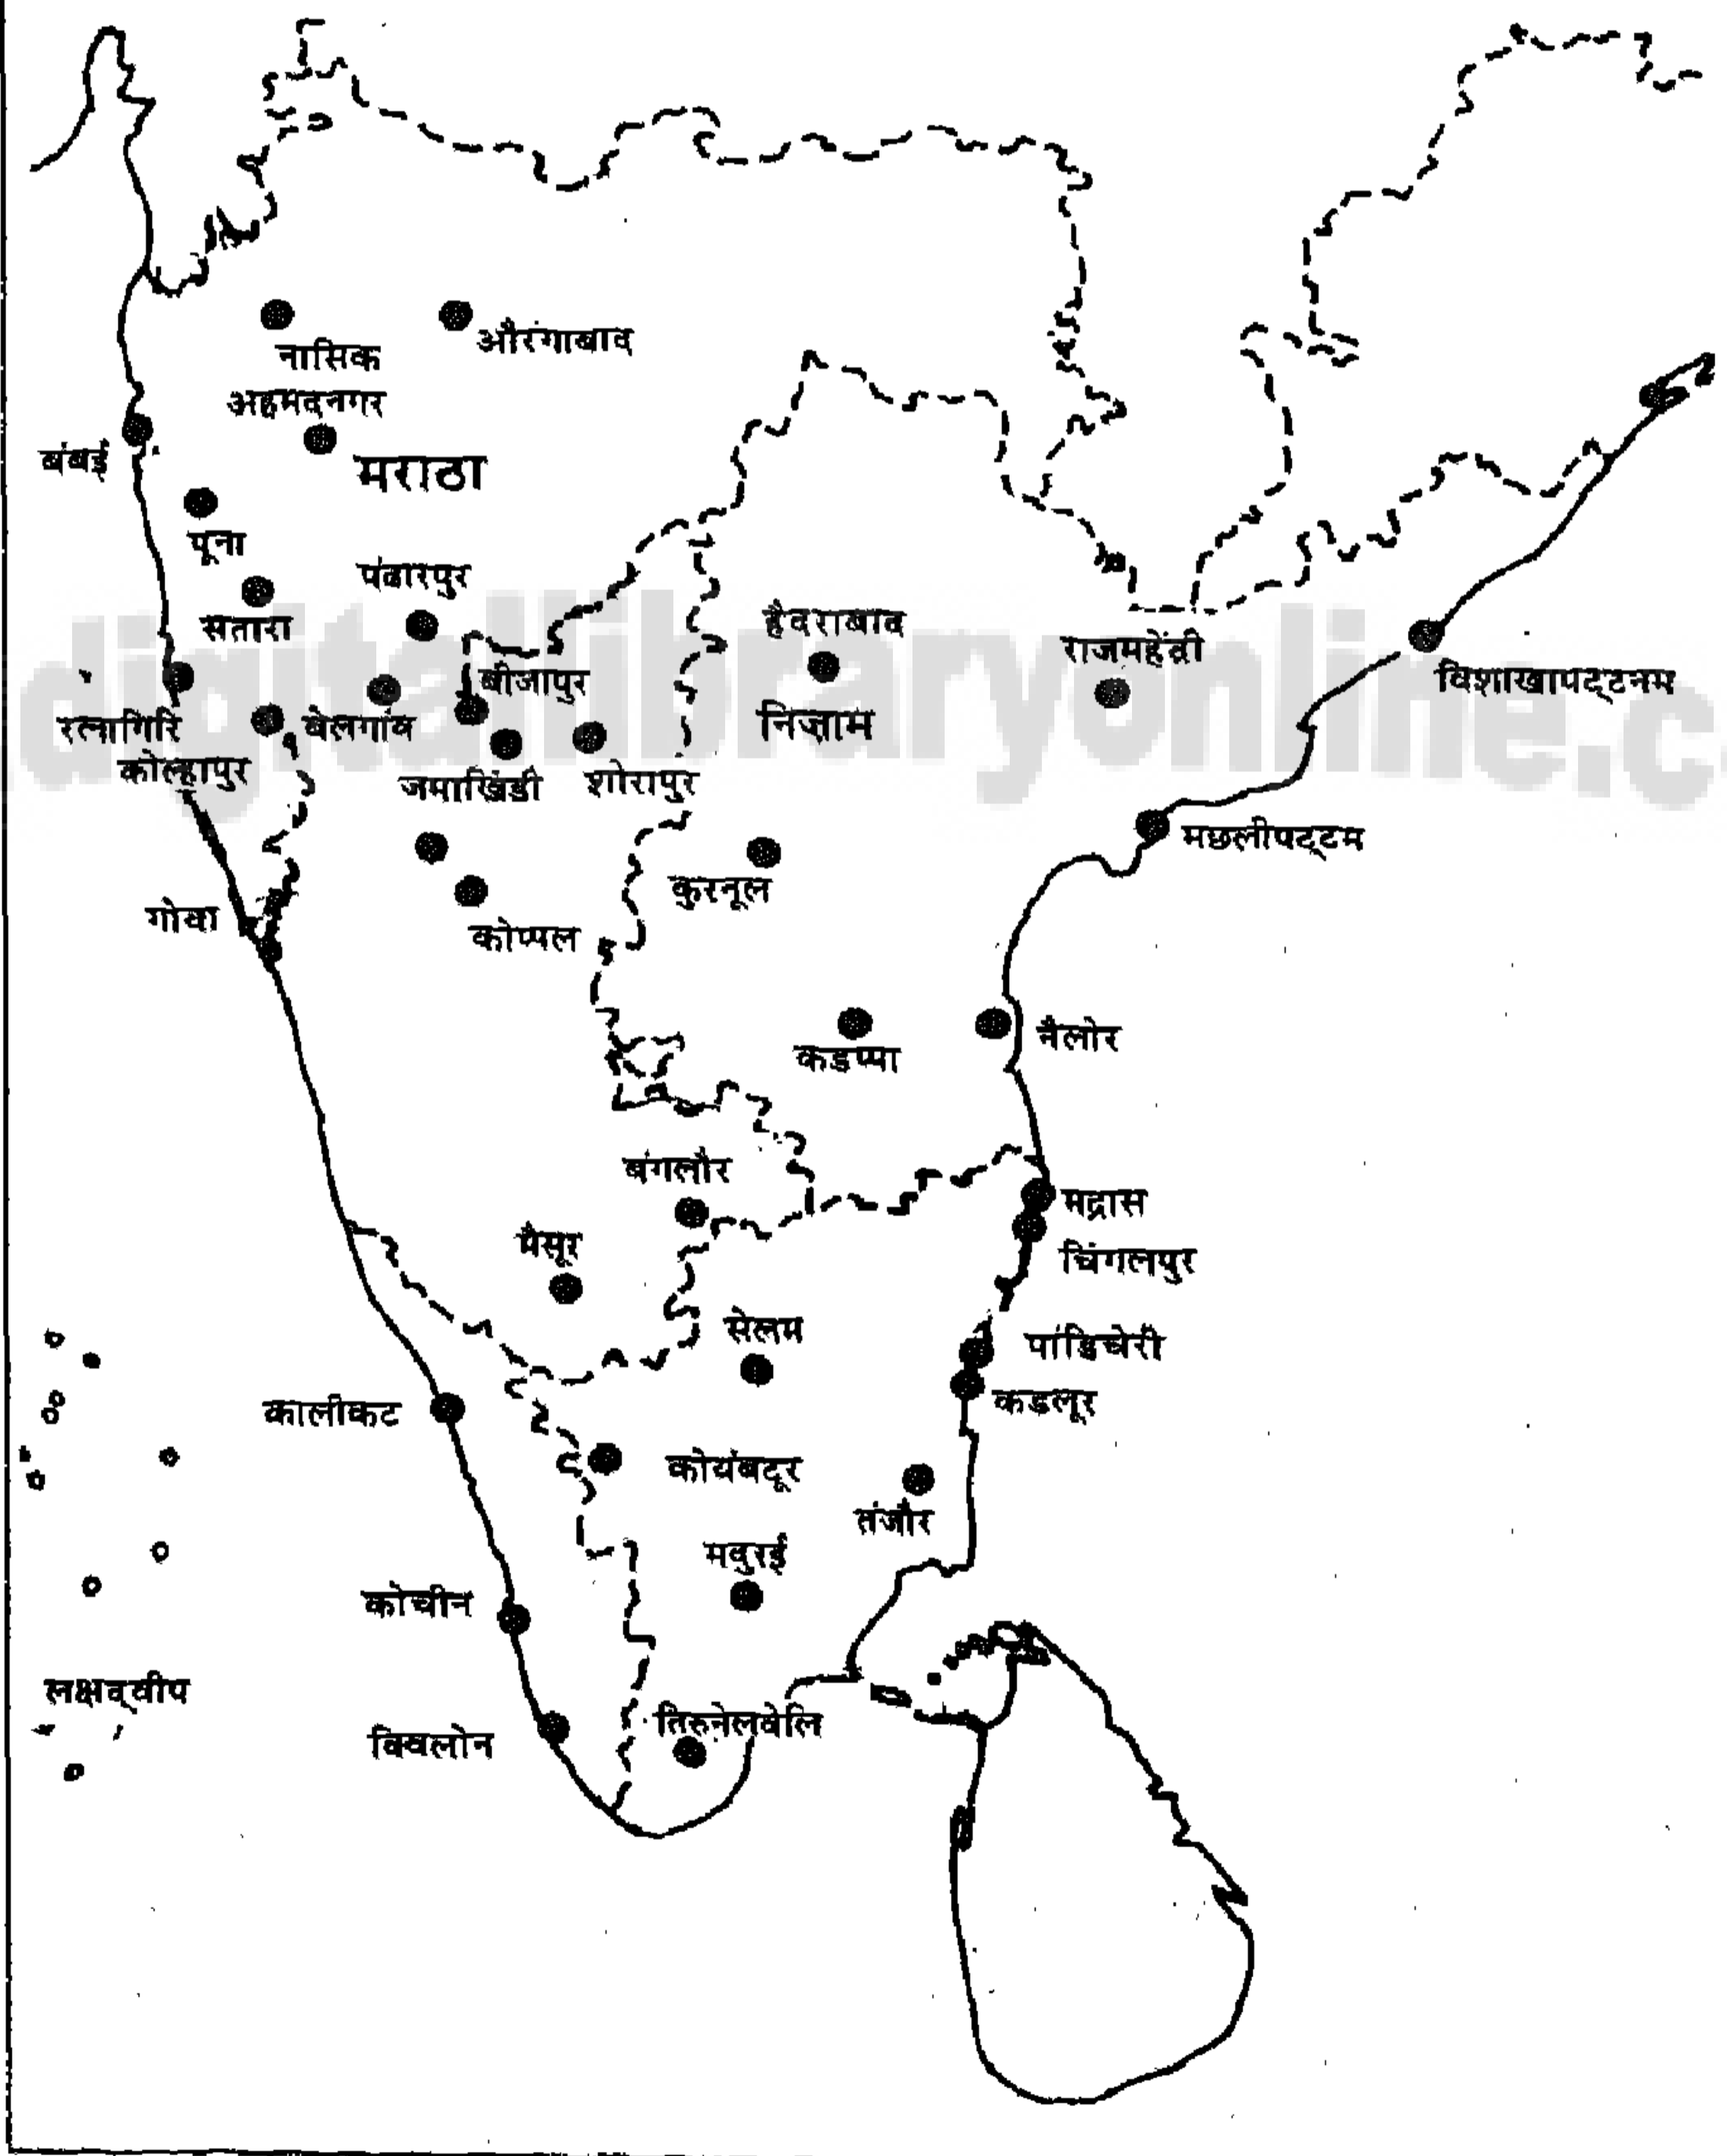 नासिक
औरंगाबाद
अहमदनगर
बंबई
मराठा
पूना
पंढारपुर
सतारा
हैदराबाद
राजमहेंद्री
बीजापुर
विशाखापट्टनम
रत्नागिरि
बेलगांव
निज़ाम
कोल्हापुर
जमाखिंडी
शोरापुर
digitallibraryonline.c
मछलीपट्टम
कुरनूल
गोवा
कोप्पल
नैलोर
कडप्पा
बंगलौर
मद्रास
मैसूर
चिंगलपुर
सेलम
पांडिचेरी
कडलूर
कालीकट
कोयंबटूर
तंजौर
मदुरई
कोचीन
लक्षद्वीप
तिरुनेलवेलि
क्विलोन